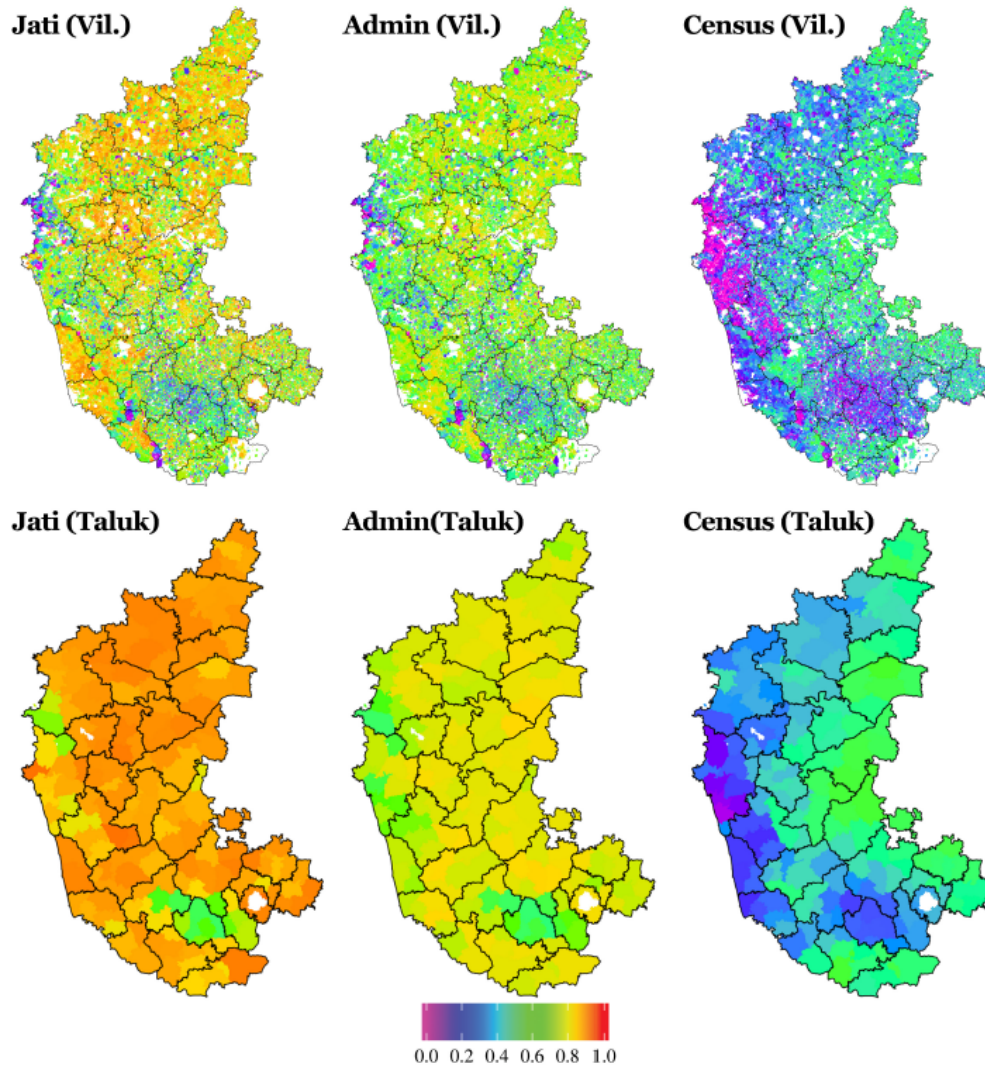 Jati (Vil.) Admin (Vil.) Census (Vil.)
Jati (Taluk) Admin(Taluk) Census (Taluk)
0.0 0.2 0.4 0.6 0.8 1.0